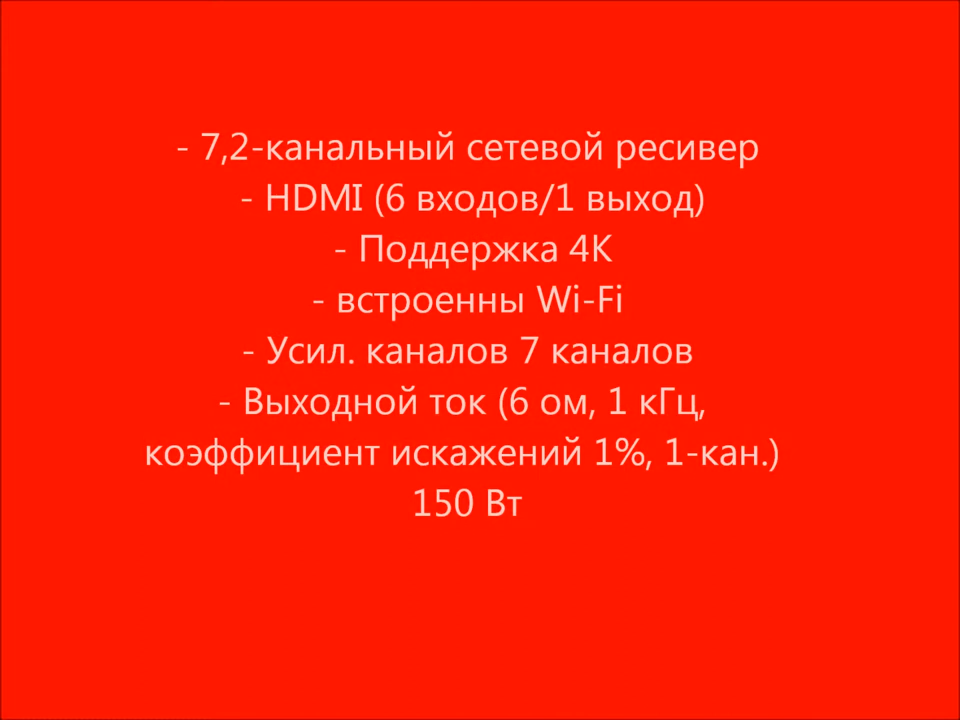 - 7,2-канальный сетевой ресивер
- HDMI (6 входов/1 выход)
- Поддержка 4K
- встроенны Wi-Fi
- Усил. каналов 7 каналов
- Выходной ток (6 ом, 1 кГц,
коэффициент искажений 1%, 1-кан.)
150 Вт